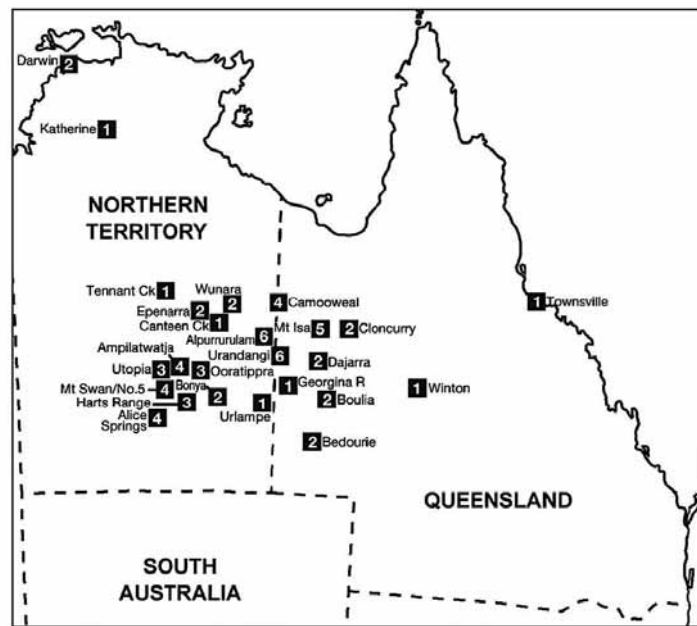 Darwin 2
Katherine 1
NORTHERN
TERRITORY
Tennant Ck 1
Wunara
2
Epenarra 2
Canteen Ck 1
4 Camooweal
1 Townsville
Mt Isa 5
2 Cloncurry
Alpurrurulam 6
Ampilatwatja
4
Urandangi 6
2 Dajarra
Utopia 3
3 Ooratippra
Mt Swan/No.5 4
Bonya
2
1 Georgina R
1 Winton
Harts Range 3
Urlampe 1
2 Boulia
Alice
Springs 4
2 Bedourie
QUEENSLAND
SOUTH
AUSTRALIA